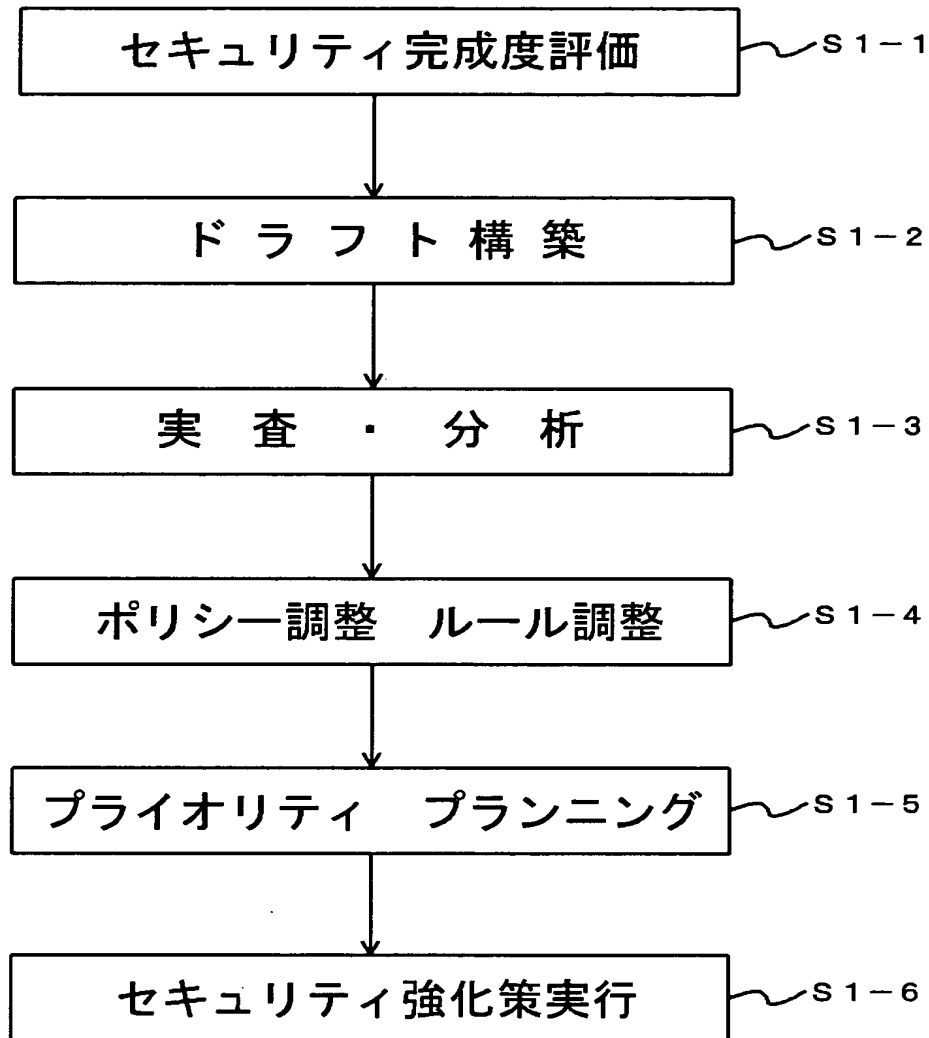 セキュリティ完成度評価 S1-1
ドラフト構築 S1-2
実査・分析 S1-3
ポリシー調整 ルール調整 S1-4
プライオリティ プランニング S1-5
セキュリティ強化策実行 S1-6